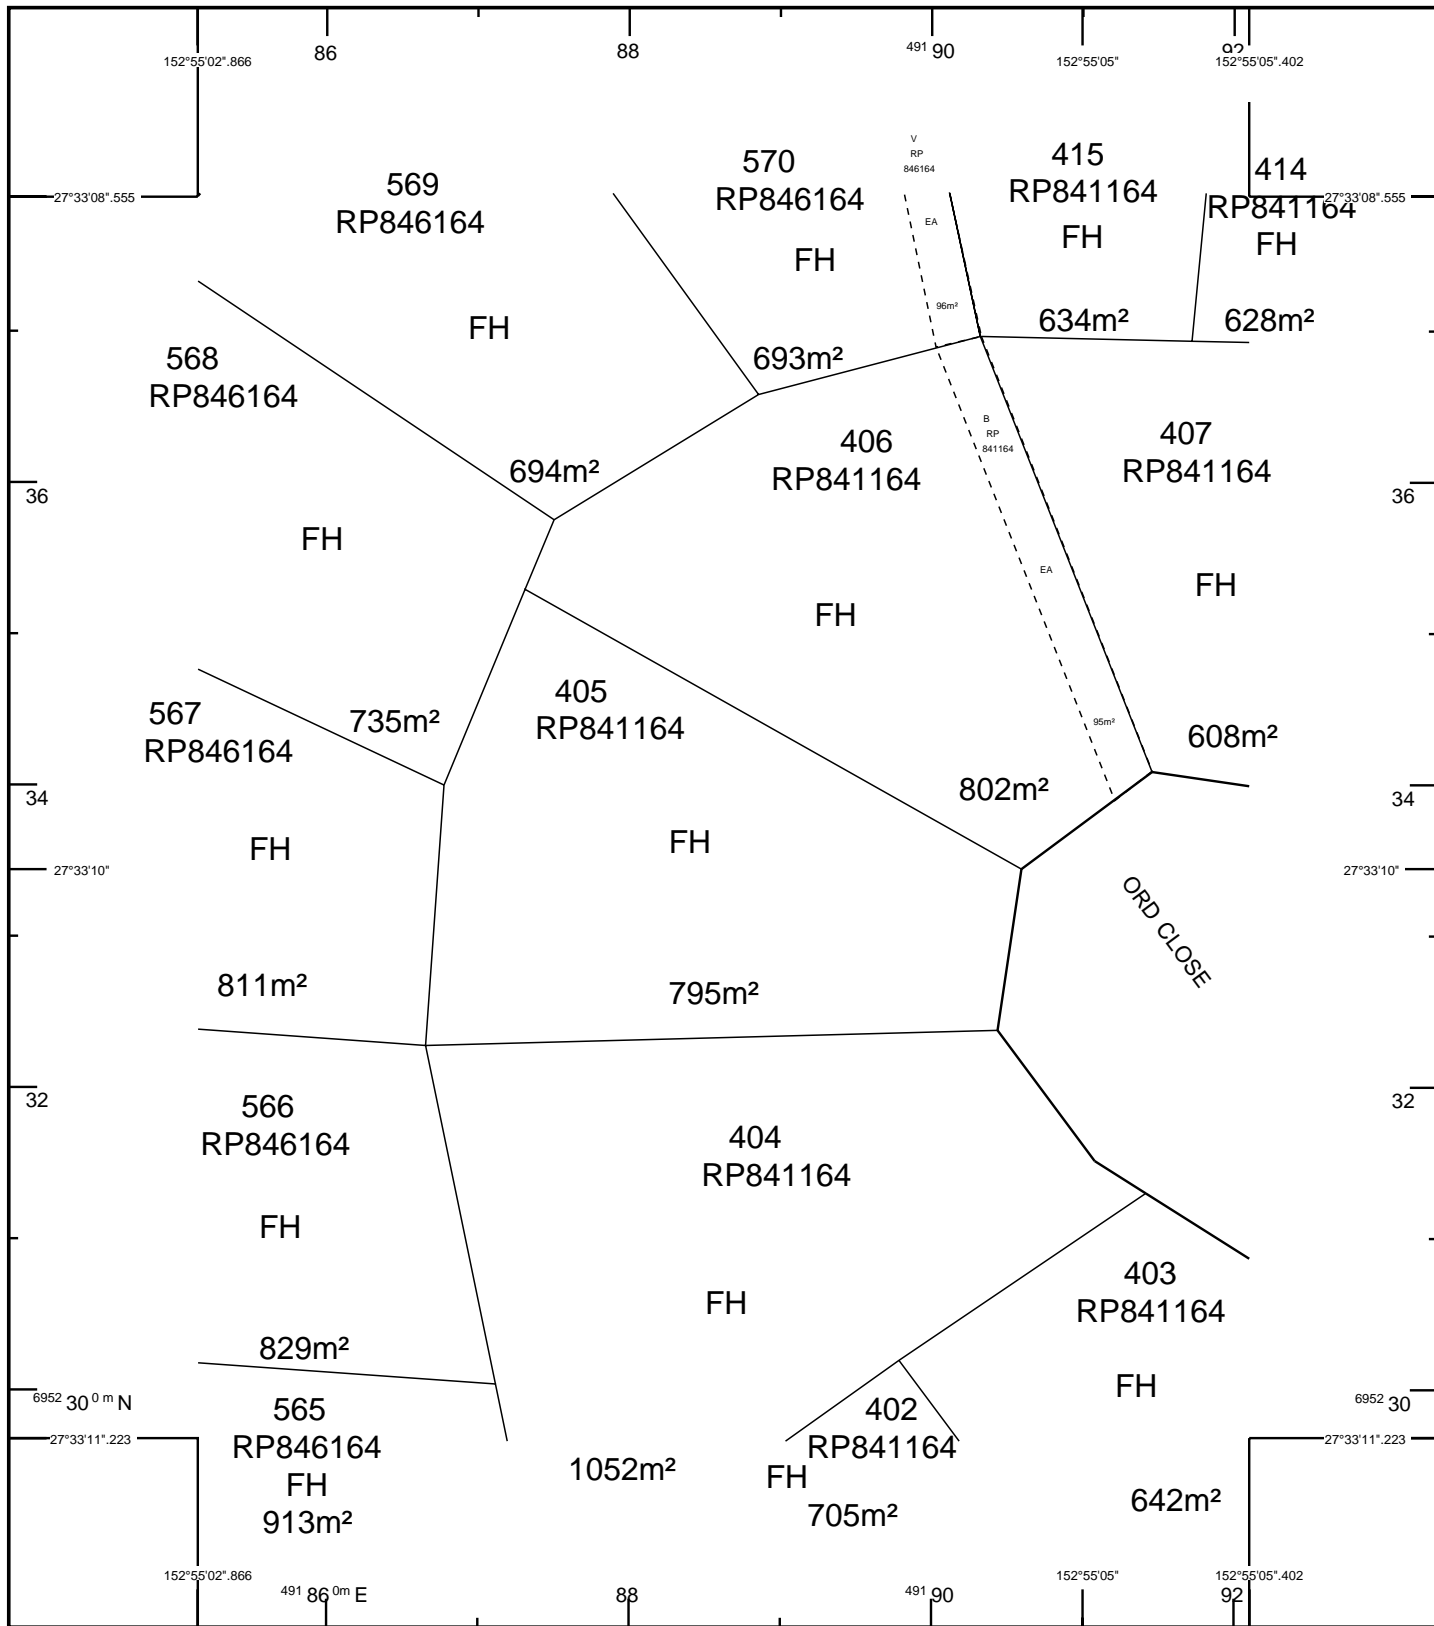 86
88
491 90
92
152°55'02".866
152°55'05"
152°55'05".402
27°33'08".555
27°33'08".555
569
RP846164
FH
694m²
570
RP846164
FH
693m²
V
RP
846164
EA
96m²
415
RP841164
FH
634m²
414
RP841164
FH
628m²
568
RP846164
FH
735m²
406
RP841164
FH
802m²
B
RP
841164
EA
95m²
407
RP841164
FH
608m²
36
36
567
RP846164
FH
811m²
405
RP841164
FH
795m²
34
34
27°33'10"
27°33'10"
ORD CLOSE
32
32
566
RP846164
FH
829m²
404
RP841164
FH
1052m²
403
RP841164
FH
642m²
6952 30 0 m N
6952 30
565
RP846164
FH
913m²
402
RP841164
FH
705m²
27°33'11".223
27°33'11".223
152°55'02".866
152°55'05"
152°55'05".402
491 86 0m E
88
491 90
92